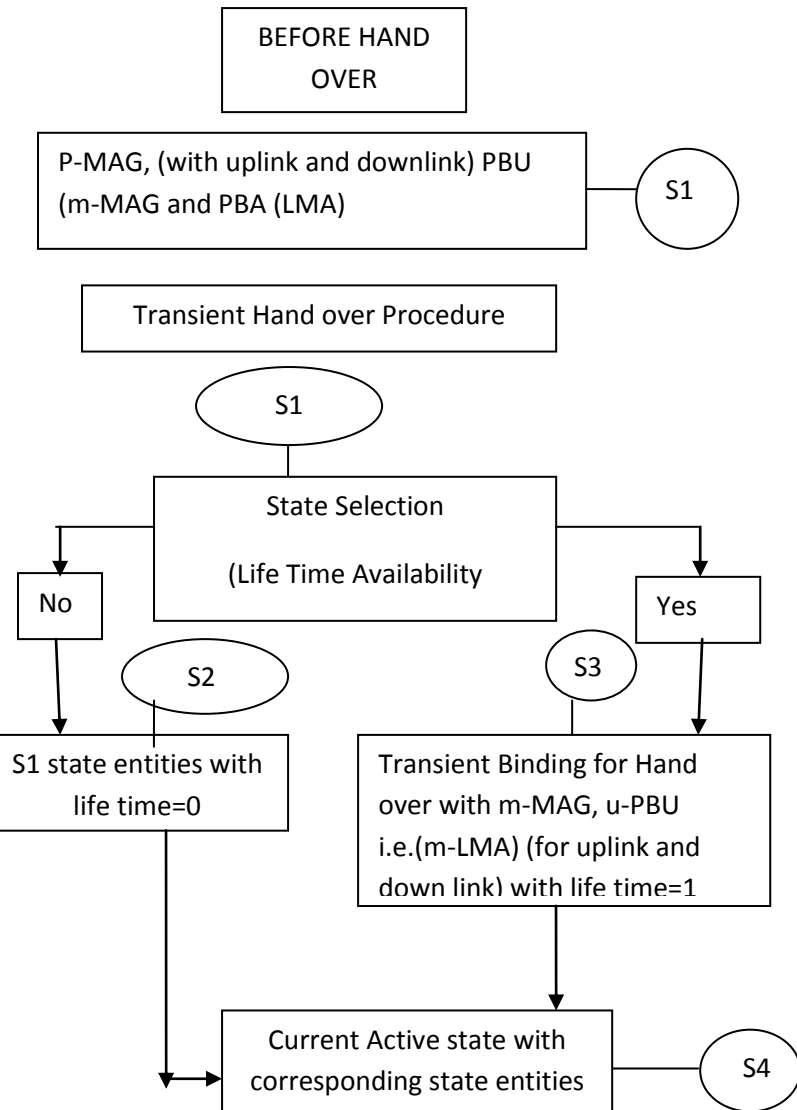 BEFORE HAND
OVER
P-MAG, (with uplink and downlink) PBU
(m-MAG and PBA (LMA)
S1
Transient Hand over Procedure
S1
State Selection
(Life Time Availability
No
Yes
S2
S3
S1 state entities with
life time=0
Transient Binding for Hand
over with m-MAG, u-PBU
i.e.(m-LMA) (for uplink and
down link) with life time=1
Current Active state with
corresponding state entities
S4